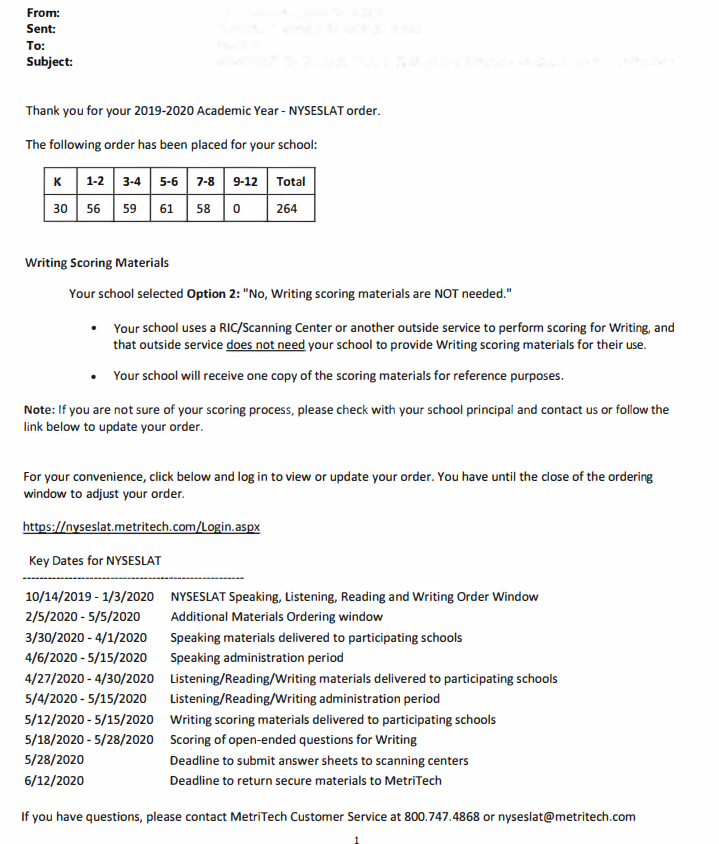 From:
Sent:
To:
Subject:
Thank you for your 2019-2020 Academic Year - NYSESLAT order.
The following order has been placed for your school:
K 1-2 3-4 5-6 7-8 9-12 Total
30 56 59 61 58 0 264
Writing Scoring Materials
Your school selected Option 2: "No, Writing scoring materials are NOT needed."
• Your school uses a RIC/Scanning Center or another outside service to perform scoring for Writing, and
that outside service does not need your school to provide Writing scoring materials for their use.
• Your school will receive one copy of the scoring materials for reference purposes.
Note: If you are not sure of your scoring process, please check with your school principal and contact us or follow the
link below to update your order.
For your convenience, click below and log in to view or update your order. You have until the close of the ordering
window to adjust your order.
https://nyseslat.metritech.com/Login.aspx
Key Dates for NYSESLAT
------------------------------------------------------
10/14/2019 - 1/3/2020 NYSESLAT Speaking, Listening, Reading and Writing Order Window
2/5/2020 - 5/5/2020 Additional Materials Ordering window
3/30/2020 - 4/1/2020 Speaking materials delivered to participating schools
4/6/2020 - 5/15/2020 Speaking administration period
4/27/2020 - 4/30/2020 Listening/Reading/Writing materials delivered to participating schools
5/4/2020 - 5/15/2020 Listening/Reading/Writing administration period
5/12/2020 - 5/15/2020 Writing scoring materials delivered to participating schools
5/18/2020 - 5/28/2020 Scoring of open-ended questions for Writing
5/28/2020 Deadline to submit answer sheets to scanning centers
6/12/2020 Deadline to return secure materials to MetriTech
If you have questions, please contact MetriTech Customer Service at 800.747.4868 or nyseslat@metritech.com
1